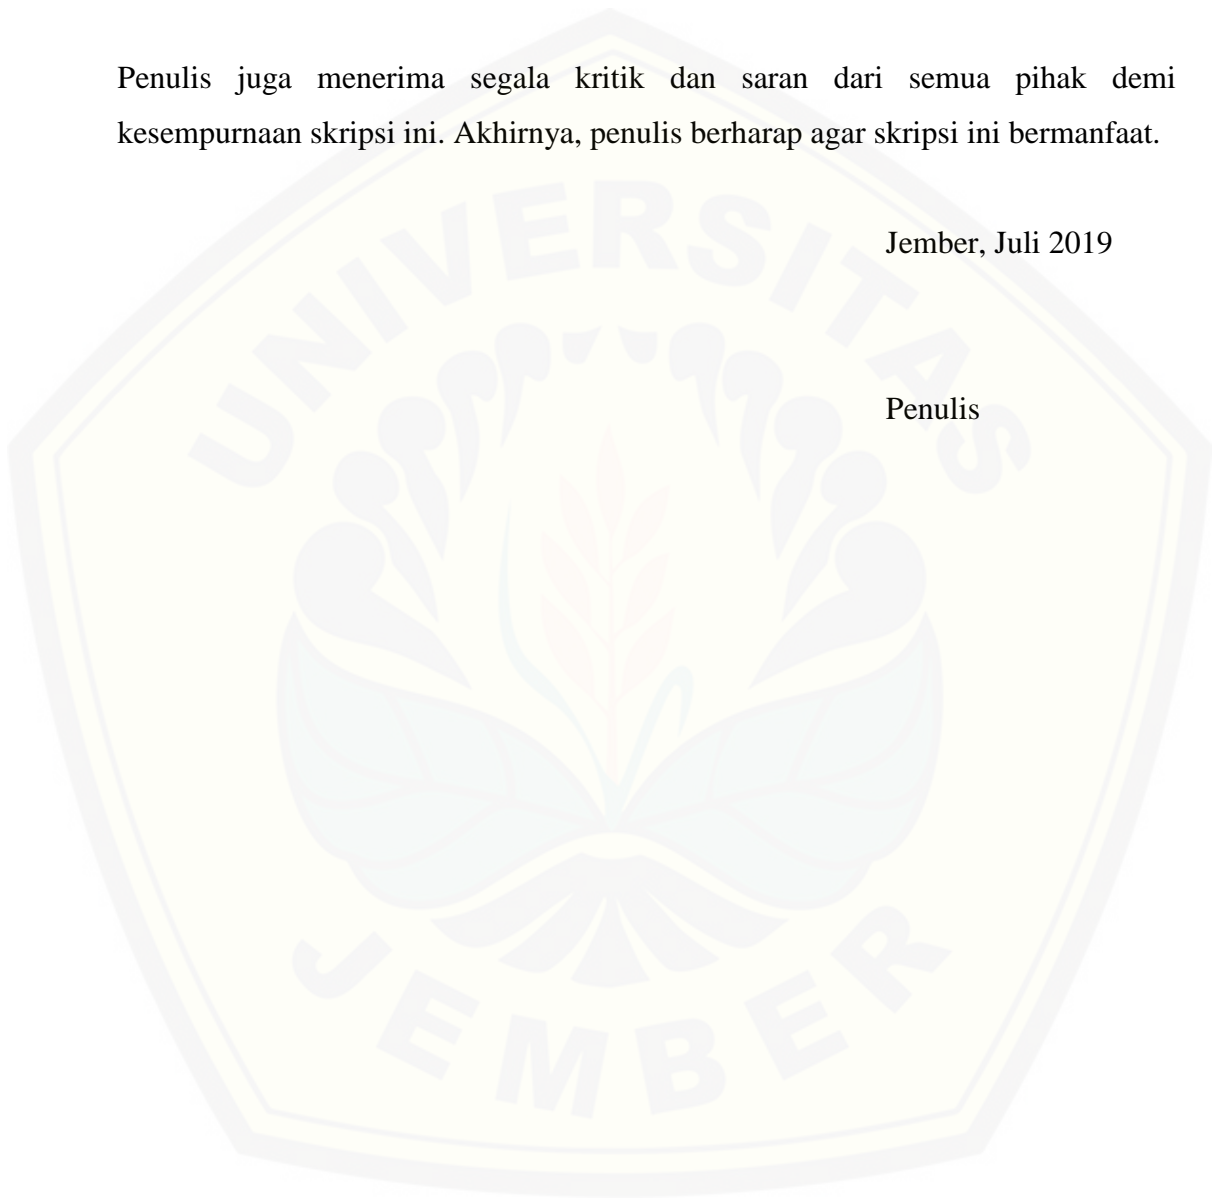 Penulis juga menerima segala kritik dan saran dari semua pihak demi
kesempurnaan skripsi ini. Akhirnya, penulis berharap agar skripsi ini bermanfaat.
Jember, Juli 2019
Penulis
UNIVERSITAS
JEMBER